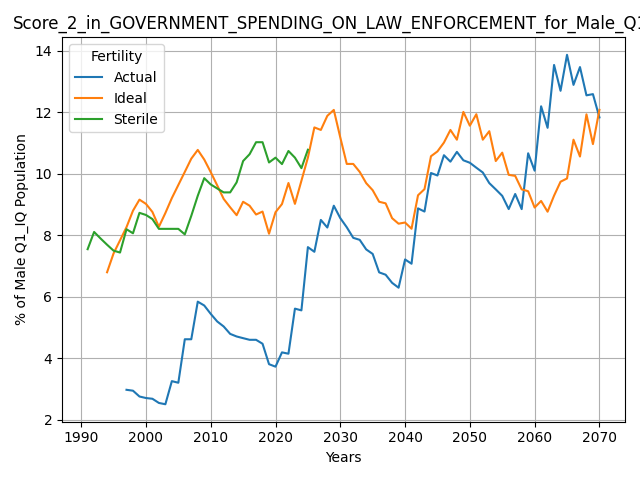 Score_2_in_GOVERNMENT_SPENDING_ON_LAW_ENFORCEMENT_for_Male_Q1
Fertility
Actual
Ideal
Sterile
% of Male Q1_IQ Population
14
12
10
8
6
4
2
1990 2000 2010 2020 2030 2040 2050 2060 2070
Years